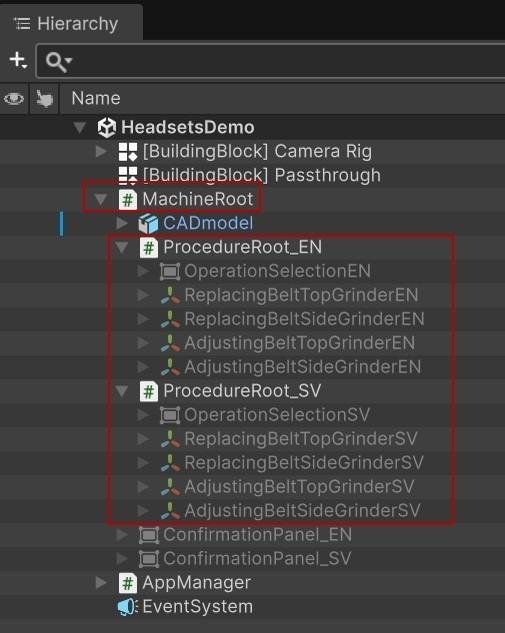 Hierarchy
Name
HeadsetsDemo
[BuildingBlock] Camera Rig
[BuildingBlock] Passthrough
# MachineRoot
CADmodel
# ProcedureRoot_EN
OperationSelectionEN
ReplacingBeltTopGrinderEN
ReplacingBeltSideGrinderEN
AdjustingBeltTopGrinderEN
AdjustingBeltSideGrinderEN
# ProcedureRoot_SV
OperationSelectionSV
ReplacingBeltTopGrinderSV
ReplacingBeltSideGrinderSV
AdjustingBeltTopGrinderSV
AdjustingBeltSideGrinderSV
ConfirmationPanel_EN
ConfirmationPanel_SV
# AppManager
EventSystem